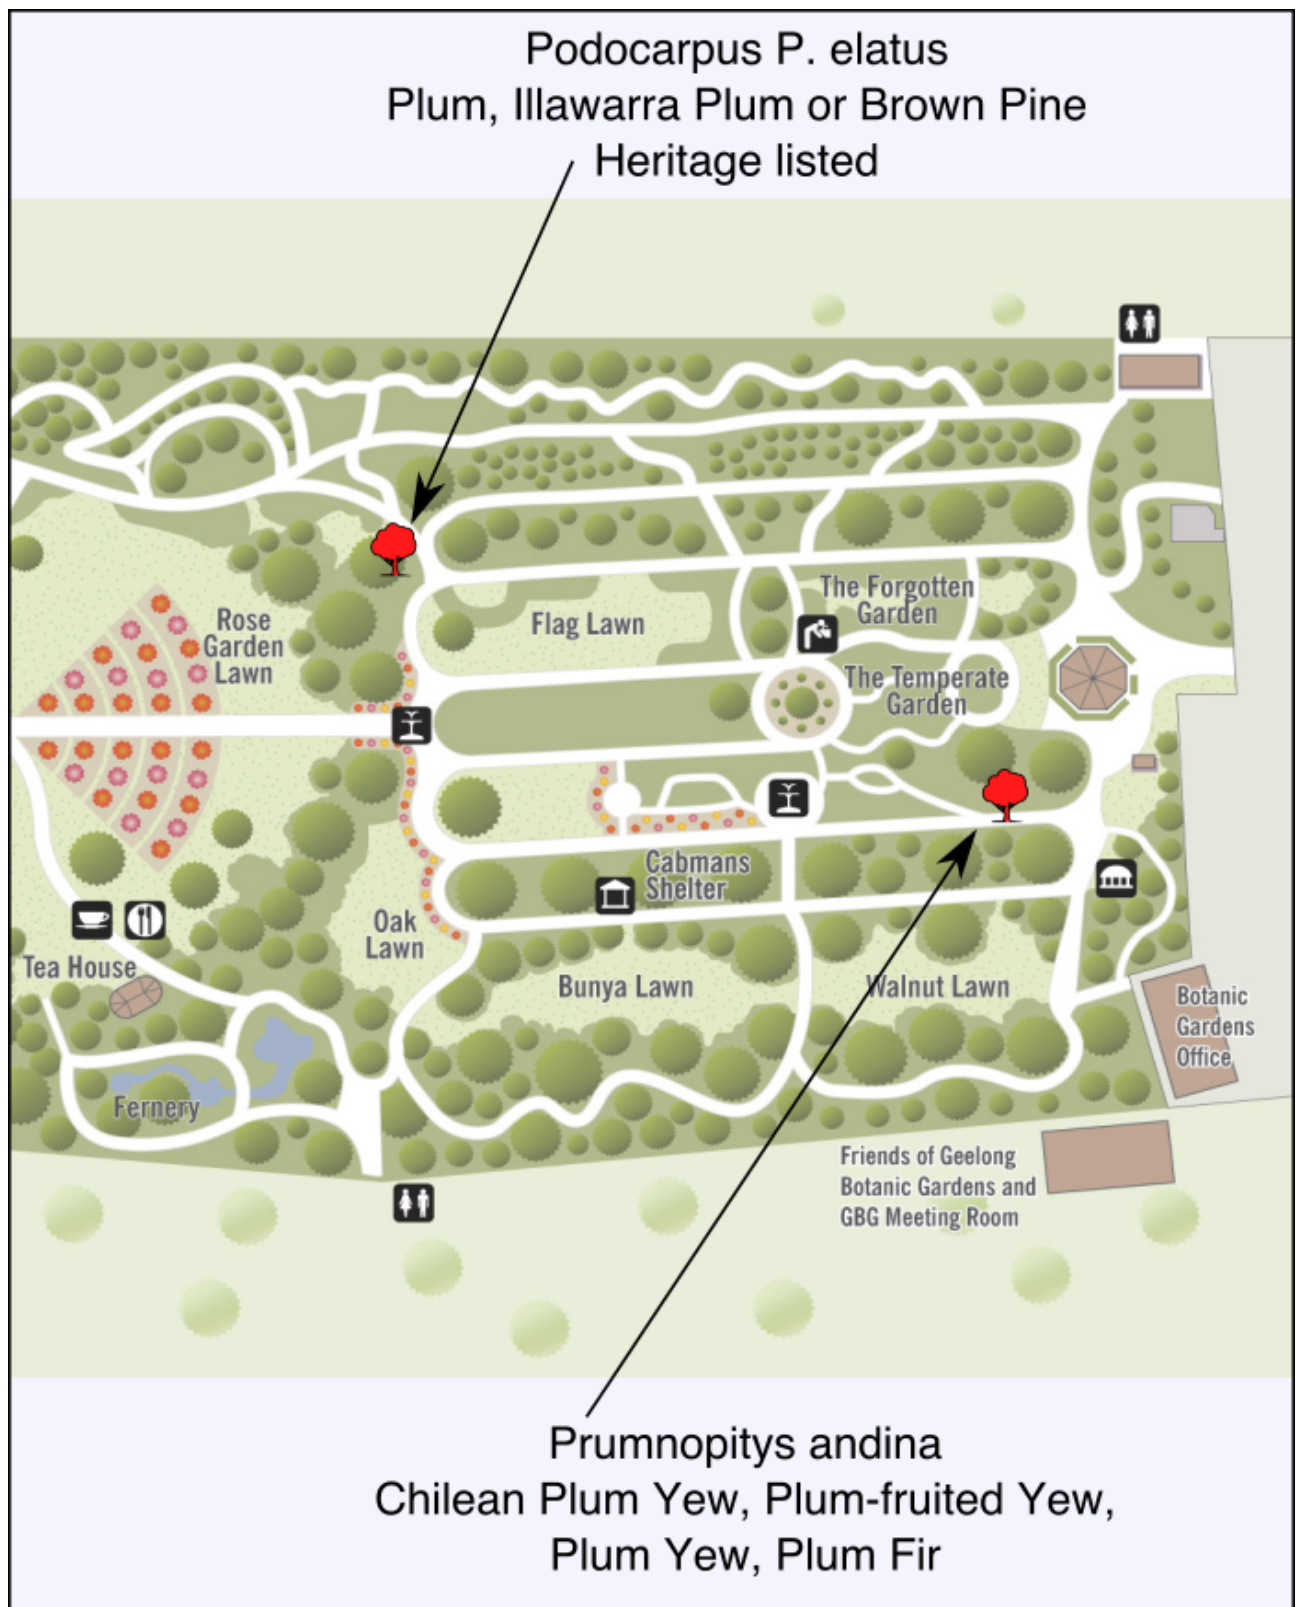 Podocarpus P. elatus
Plum, Illawarra Plum or Brown Pine
Heritage listed
The Forgotten
Garden
Rose
Garden
Lawn
Flag Lawn
The Temperate
Garden
Cabmans
Shelter
Oak
Lawn
Tea House
Bunya Lawn
Walnut Lawn
Botanic
Gardens
Office
Fernery
Friends of Geelong
Botanic Gardens and
GBG Meeting Room
Prumnopitys andina
Chilean Plum Yew, Plum-fruited Yew,
Plum Yew, Plum Fir